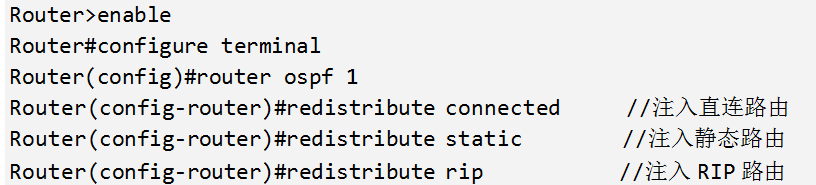 Router>enable
Router#configure terminal
Router(config)#router ospf 1
Router(config-router)#redistribute connected //注入直连路由
Router(config-router)#redistribute static //注入静态路由
Router(config-router)#redistribute rip //注入 RIP 路由